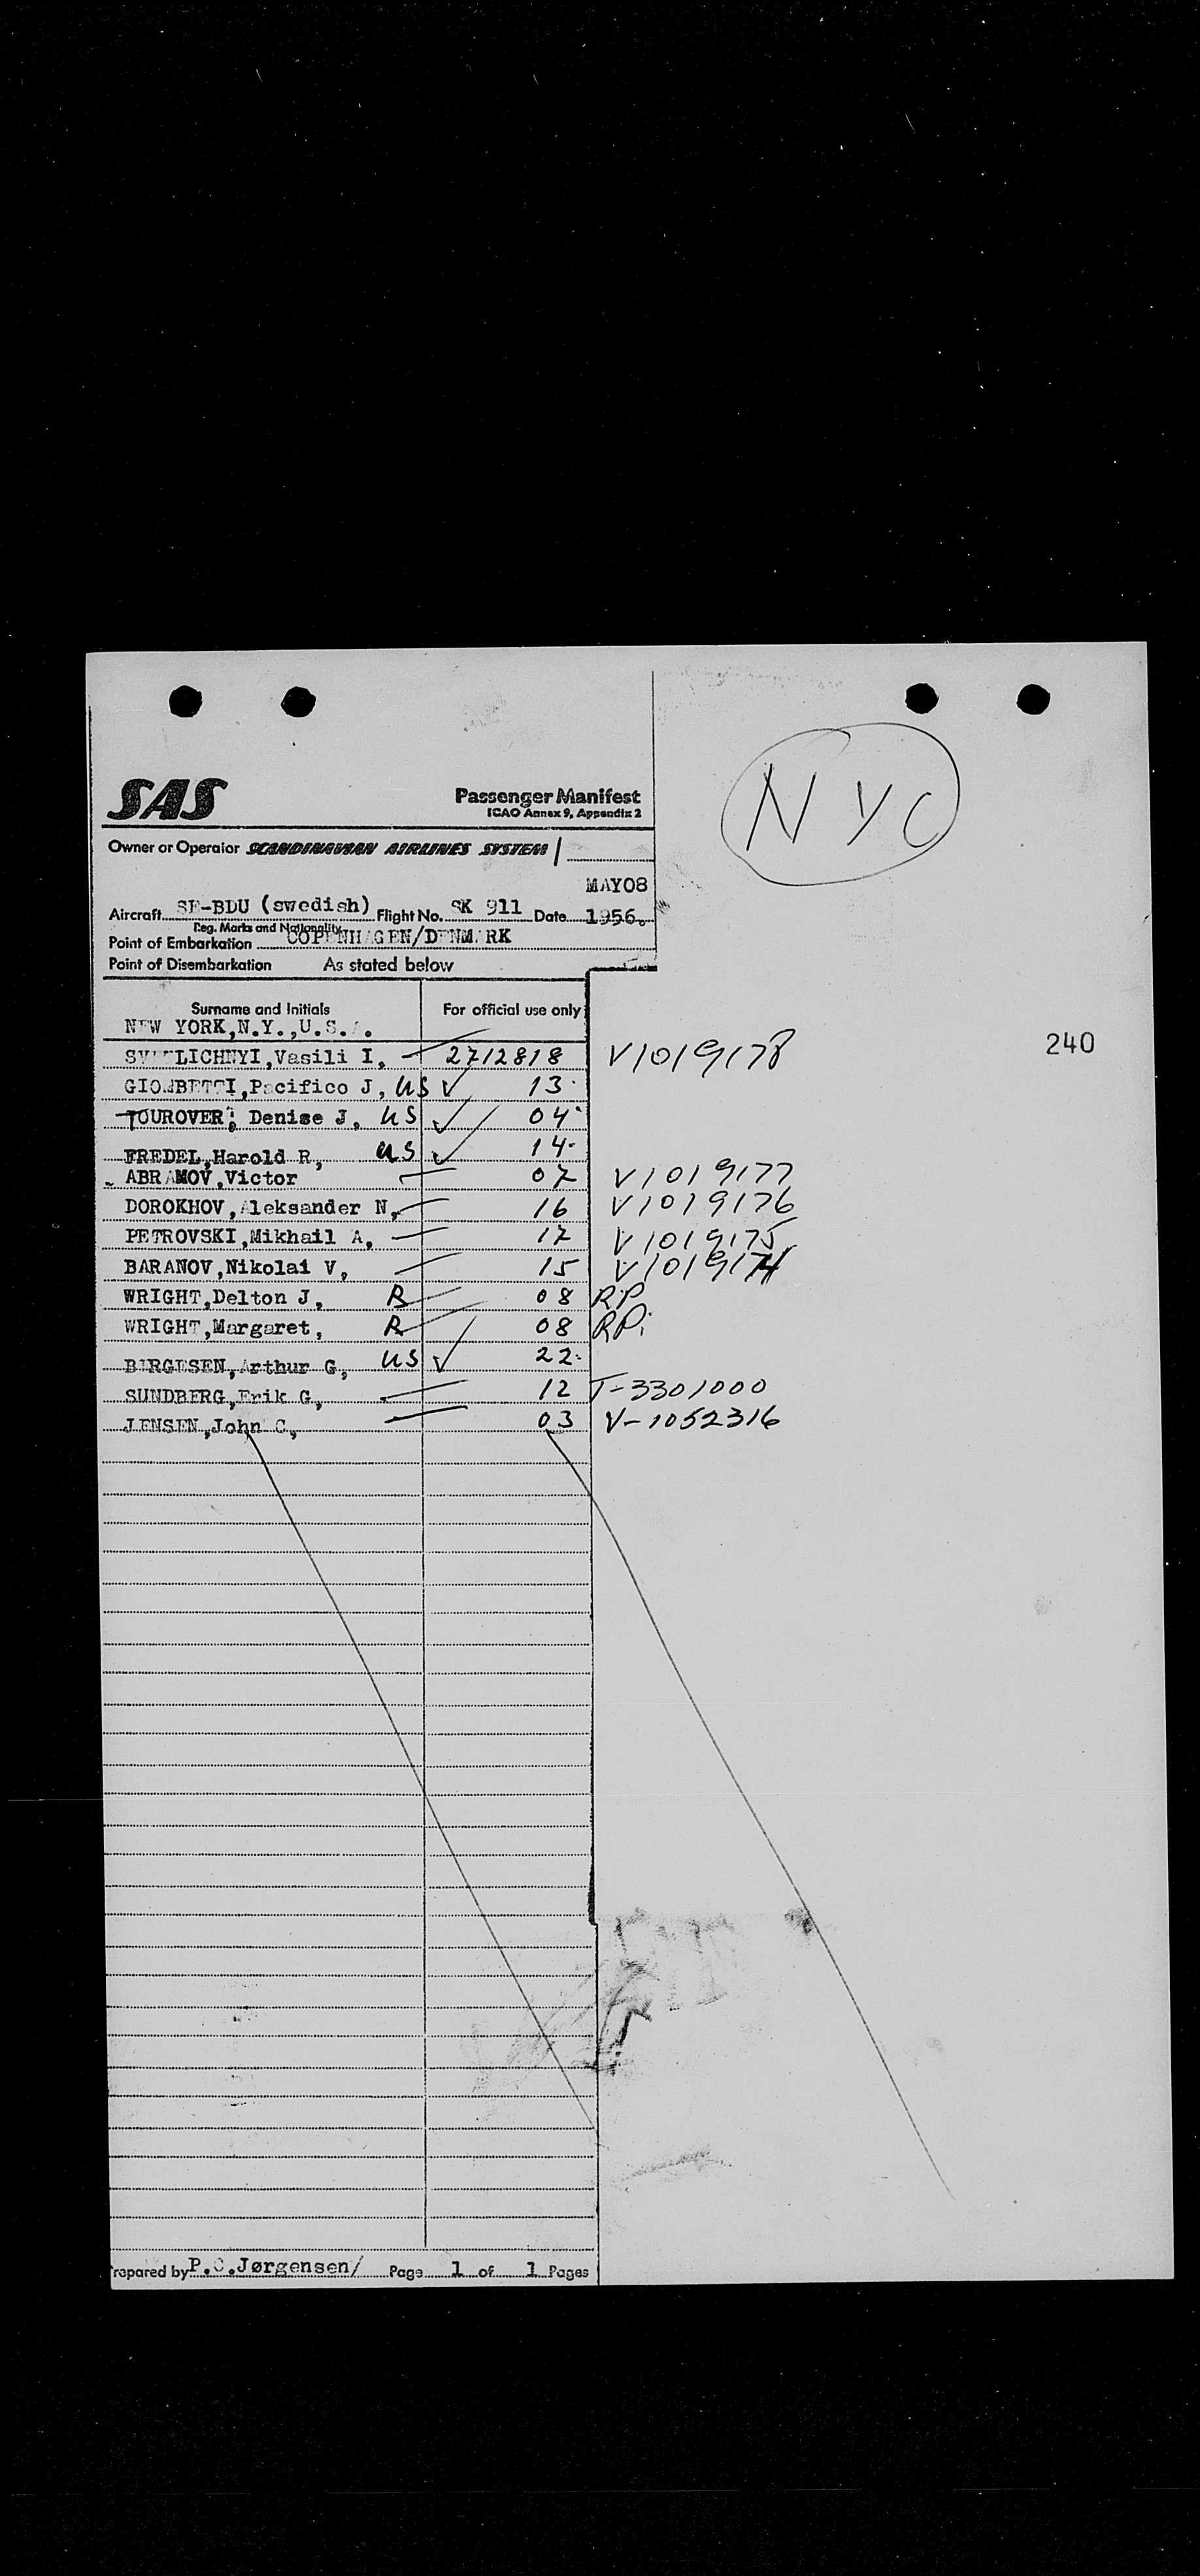 NYC
SAS
Passenger Manifest
ICAO Annex 9, Appendix 2
Owner or Operator SCANDINAVIAN AIRLINES SYSTEM
MAY08
Aircraft SE-BDU (swedish) Flight No. SK 911 Date 1956.
Reg. Marks and Nationality
Point of Embarkation COPENHAGEN/DENMARK
Point of Disembarkation As stated below
Surname and Initials For official use only
NEW YORK,N.Y.,U.S.A.
240
SVETLICHNYI,Vasili I, 2712818 V1019178
GIOMBETTI,Pacifico J, US 13
TOUROVER, Denise J, US 04
FREDEL,Harold R, US 14
ABRAMOV,Victor 07 V1019177
DOROKHOV,Aleksander N, 16 V1019176
PETROVSKI,Mikhail A, 17 V1019175
BARANOV,Nikolai V, 15 V1019174
WRIGHT,Delton J, R 08 RP
WRIGHT,Margaret, R 08 RP
BIRGESEN,Arthur G, US 22
SUNDBERG,Erik G, 12 T-3301000
JENSEN,John C, 03 V-1052316
Prepared by P.C.Jørgensen/ Page 1 of 1 Pages